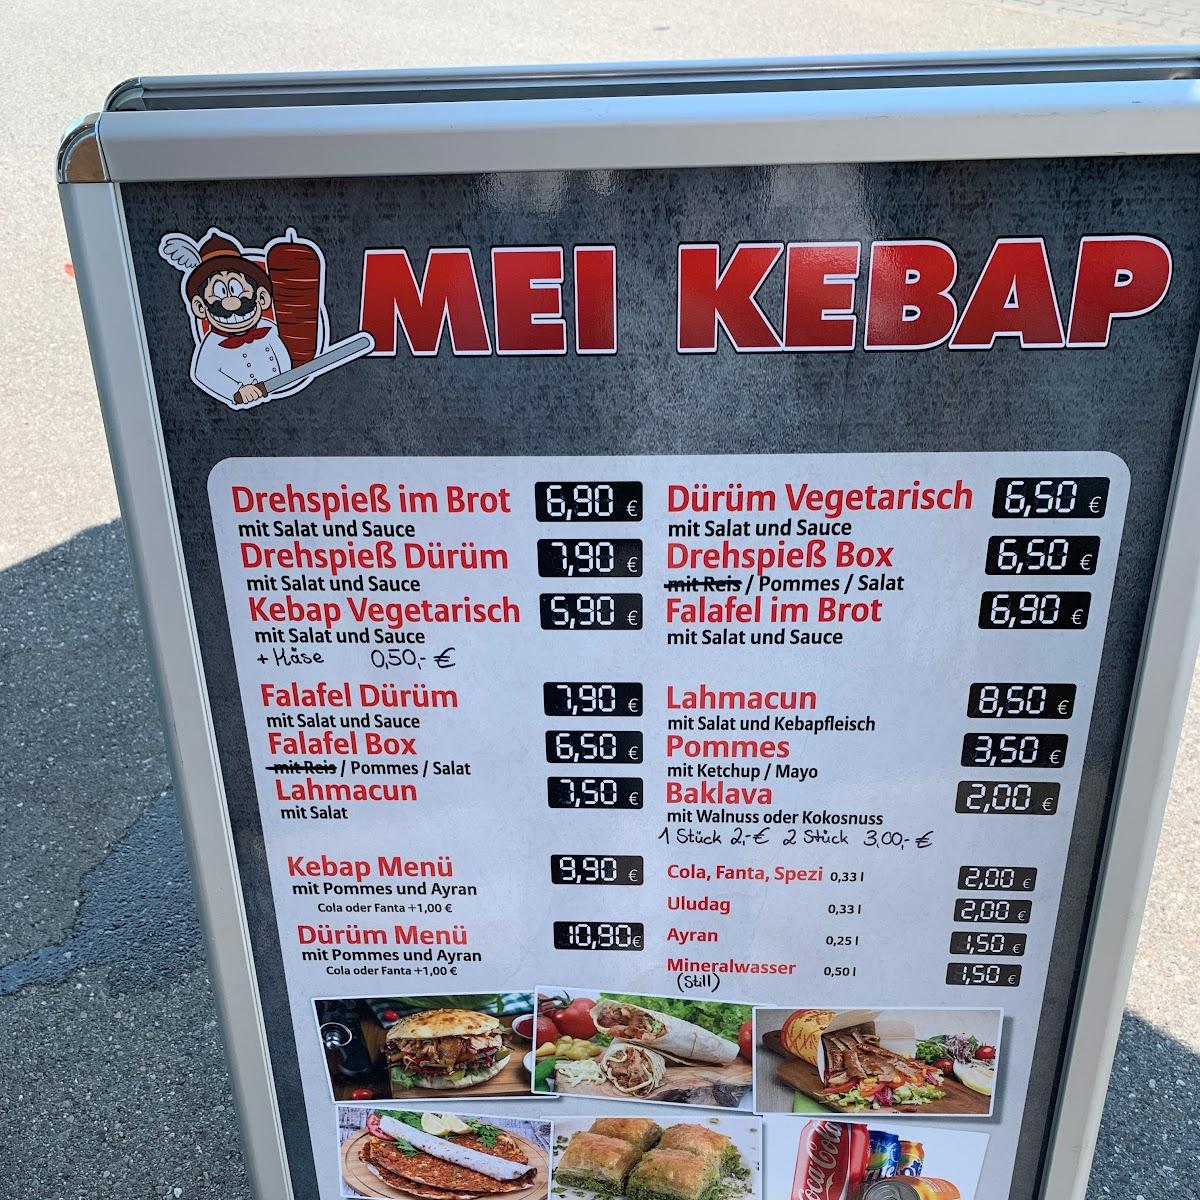 MEI KEBAP
Drehspieß im Brot 6,90 €
mit Salat und Sauce
Drehspieß Dürüm 7,90 €
mit Salat und Sauce
Kebap Vegetarisch 5,90 €
mit Salat und Sauce
+ Käse 0,50,- €
Falafel Dürüm 7,90 €
mit Salat und Sauce
Falafel Box 6,50 €
mit Reis / Pommes / Salat
Lahmacun 7,50 €
mit Salat
Kebap Menü 9,90 €
mit Pommes und Ayran
Cola oder Fanta +1,00 €
Dürüm Menü 10,90€
mit Pommes und Ayran
Cola oder Fanta +1,00 €
Dürüm Vegetarisch 6,50 €
mit Salat und Sauce
Drehspieß Box 6,50 €
mit Reis / Pommes / Salat
Falafel im Brot 6,90 €
mit Salat und Sauce
Lahmacun 8,50 €
mit Salat und Kebapfleisch
Pommes 3,50 €
mit Ketchup / Mayo
Baklava 2,00 €
mit Walnuss oder Kokosnuss
1 Stück 2,-€ 2 Stück 3,00,-€
Cola, Fanta, Spezi 0,33 l 2,00 €
Uludag 0,33 l 2,00 €
Ayran 0,25 l 1,50 €
Mineralwasser 0,50 l 1,50 €
(Still)
Coca-Cola